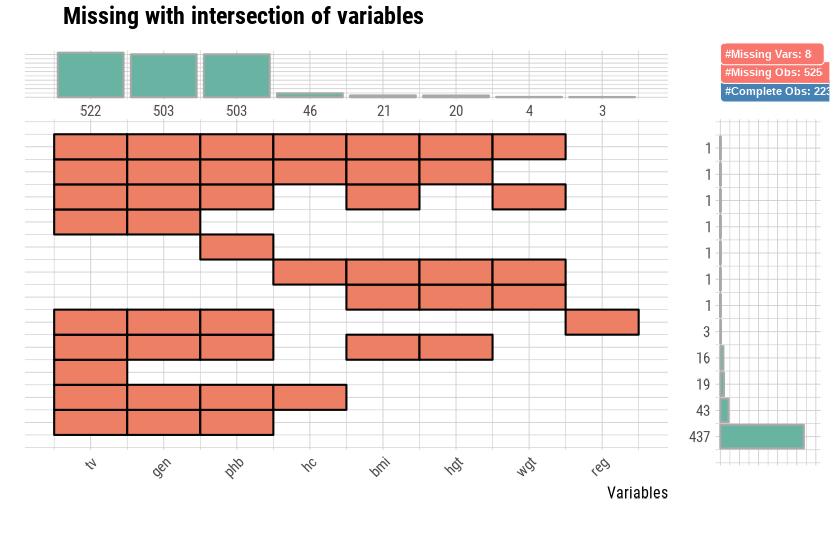 Missing with intersection of variables
#Missing Vars: 8
#Missing Obs: 525
#Complete Obs: 223
522 503 503 46 21 20 4 3
1
1
1
1
1
1
1
3
16
19
43
437
tv gen phb hc bmi hgt wgt reg
Variables